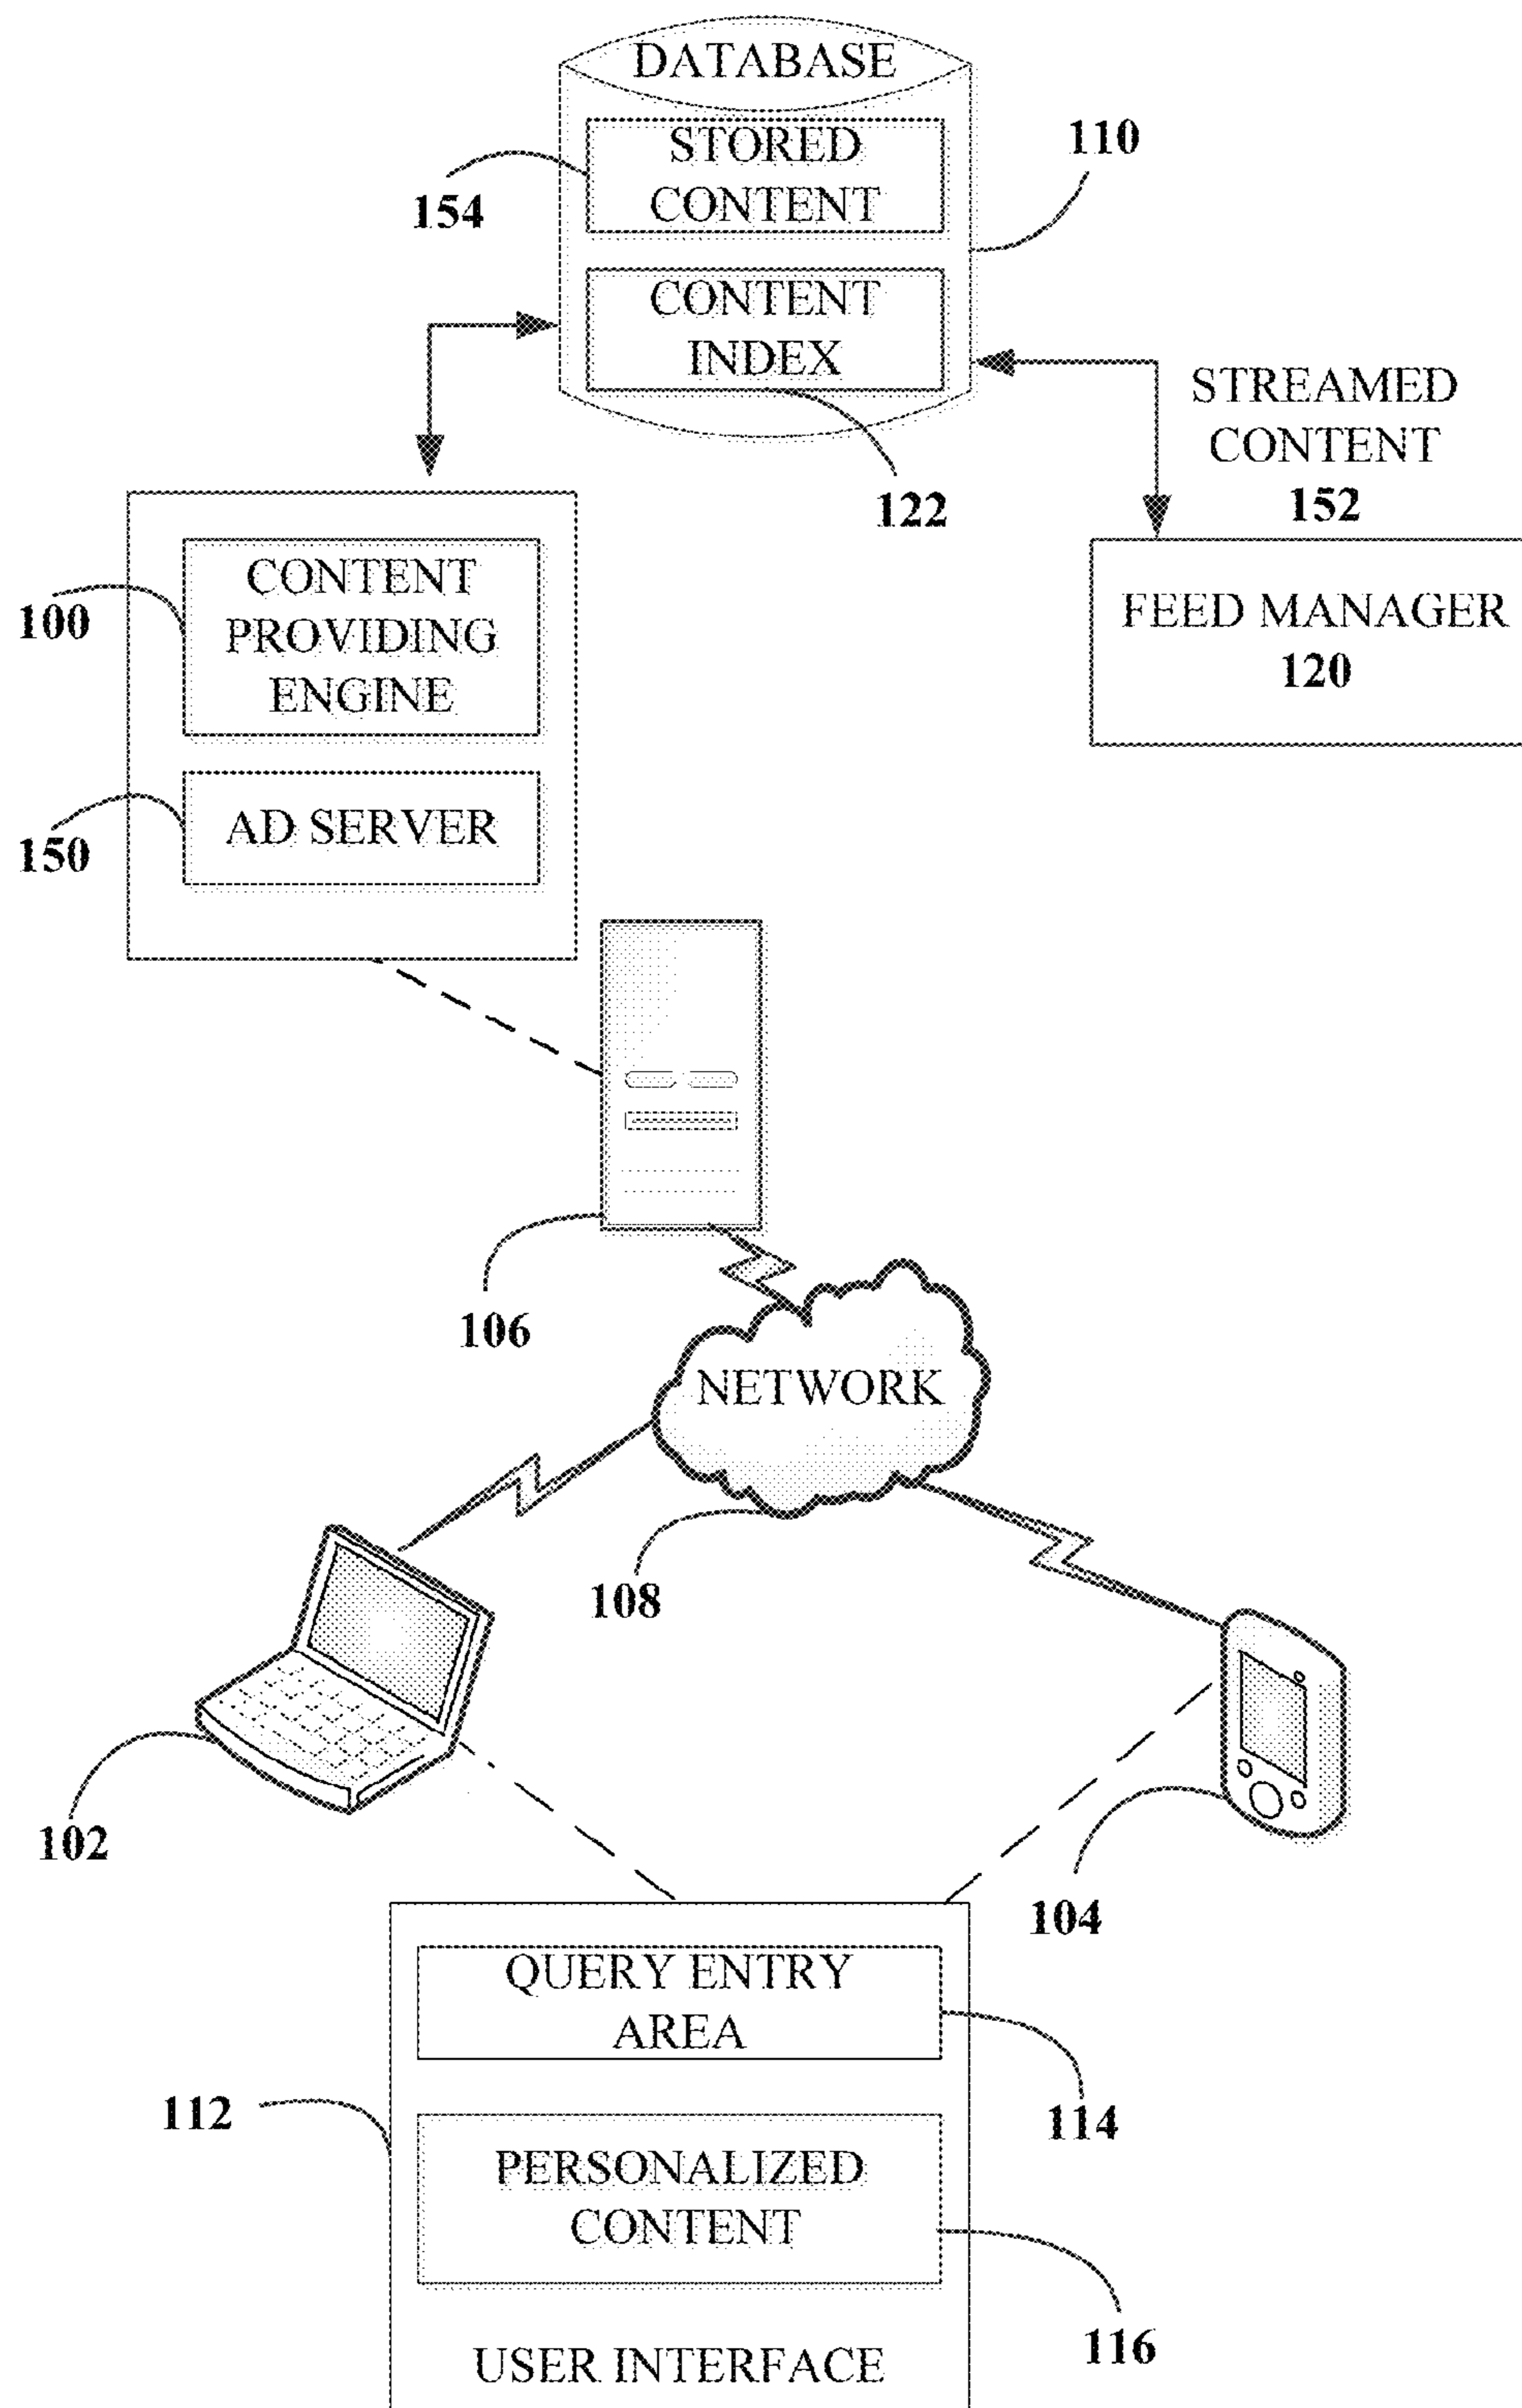 DATABASE
STORED
CONTENT
154
110
CONTENT
INDEX
122
STREAMED
CONTENT
152
FEED MANAGER
120
CONTENT
PROVIDING
ENGINE
100
AD SERVER
150
106
NETWORK
108
102
104
QUERY ENTRY
AREA
114
112
PERSONALIZED
CONTENT
116
USER INTERFACE